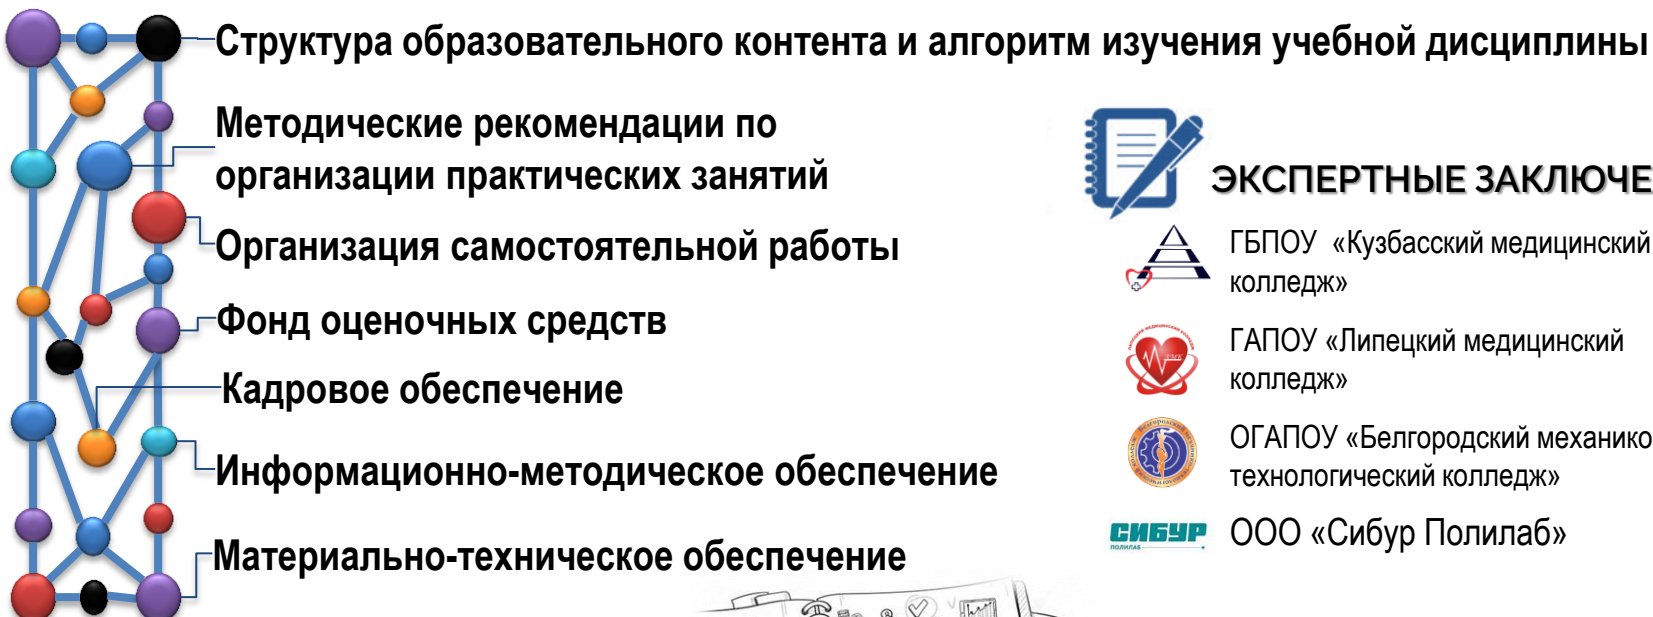 Структура образовательного контента и алгоритм изучения учебной дисциплины
Методические рекомендации по
организации практических занятий
Организация самостоятельной работы
Фонд оценочных средств
Кадровое обеспечение
Информационно-методическое обеспечение
Материально-техническое обеспечение
ЭКСПЕРТНЫЕ ЗАКЛЮЧЕ
ГБПОУ «Кузбасский медицинский
колледж»
ГАПОУ «Липецкий медицинский
колледж»
ОГАПОУ «Белгородский механико
технологический колледж»
СИБУР
ПОЛИЛАБ
ООО «Сибур Полилаб»